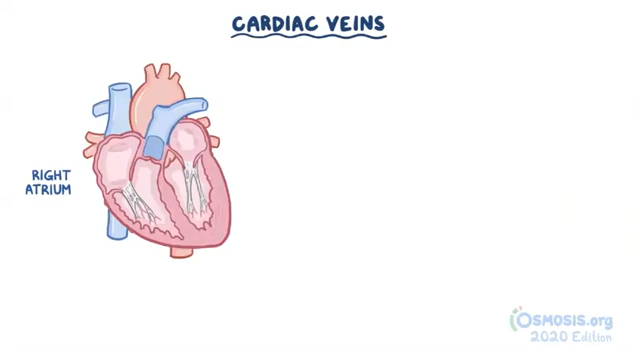 CARDIAC VEINS
RIGHT
ATRIUM
OSMOSIS.org
2020 Edition